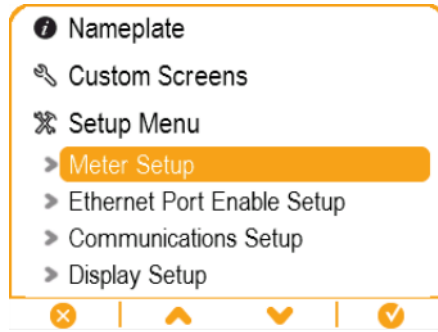 Nameplate
Custom Screens
Setup Menu
Meter Setup
Ethernet Port Enable Setup
Communications Setup
Display Setup